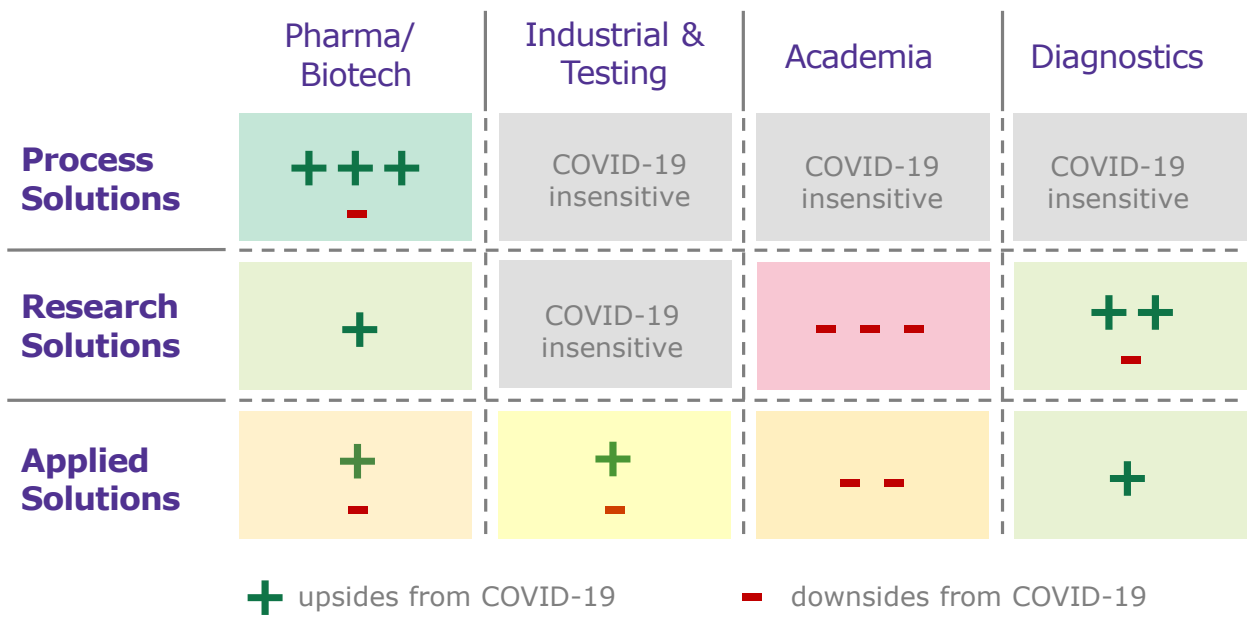 Pharma/
Biotech
Industrial &
Testing
Academia
Diagnostics
Process
Solutions
+ + +
-
COVID-19
insensitive
COVID-19
insensitive
COVID-19
insensitive
Research
Solutions
+
COVID-19
insensitive
- - -
+ +
-
Applied
Solutions
+
-
+
-
- -
+
+ upsides from COVID-19
- downsides from COVID-19